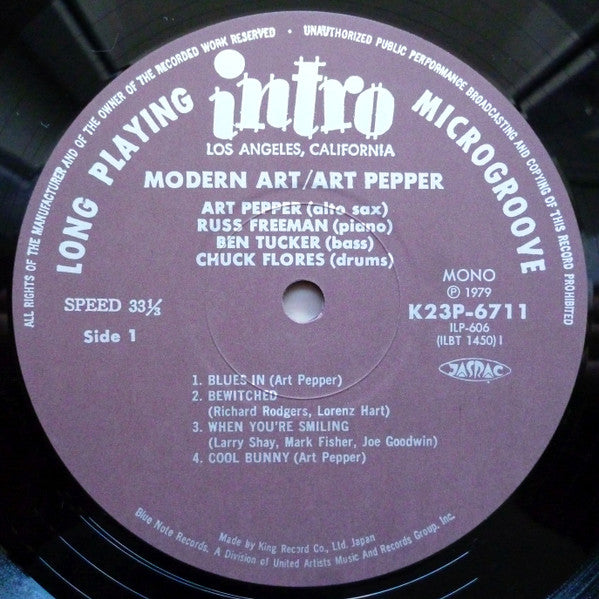 ALL RIGHTS OF THE MANUFACTURER AND OF THE OWNER OF THE RECORDED WORK RESERVED • UNAUTHORIZED PUBLIC PERFORMANCE BROADCASTING AND COPYING OF THIS RECORD PROHIBITED
LONG PLAYING
MICROGROOVE
intro
LOS ANGELES, CALIFORNIA
MODERN ART/ART PEPPER
ART PEPPER (alto sax)
RUSS FREEMAN (piano)
BEN TUCKER (bass)
CHUCK FLORES (drums)
SPEED 33⅓
Side 1
MONO
℗ 1979
K23P-6711
ILP-606
(ILBT 1450) I
JASRAC
1. BLUES IN (Art Pepper)
2. BEWITCHED
(Richard Rodgers, Lorenz Hart)
3. WHEN YOU'RE SMILING
(Larry Shay, Mark Fisher, Joe Goodwin)
4. COOL BUNNY (Art Pepper)
Made by King Record Co., Ltd. Japan
Blue Note Records. A Division of United Artists Music And Records Group, Inc.